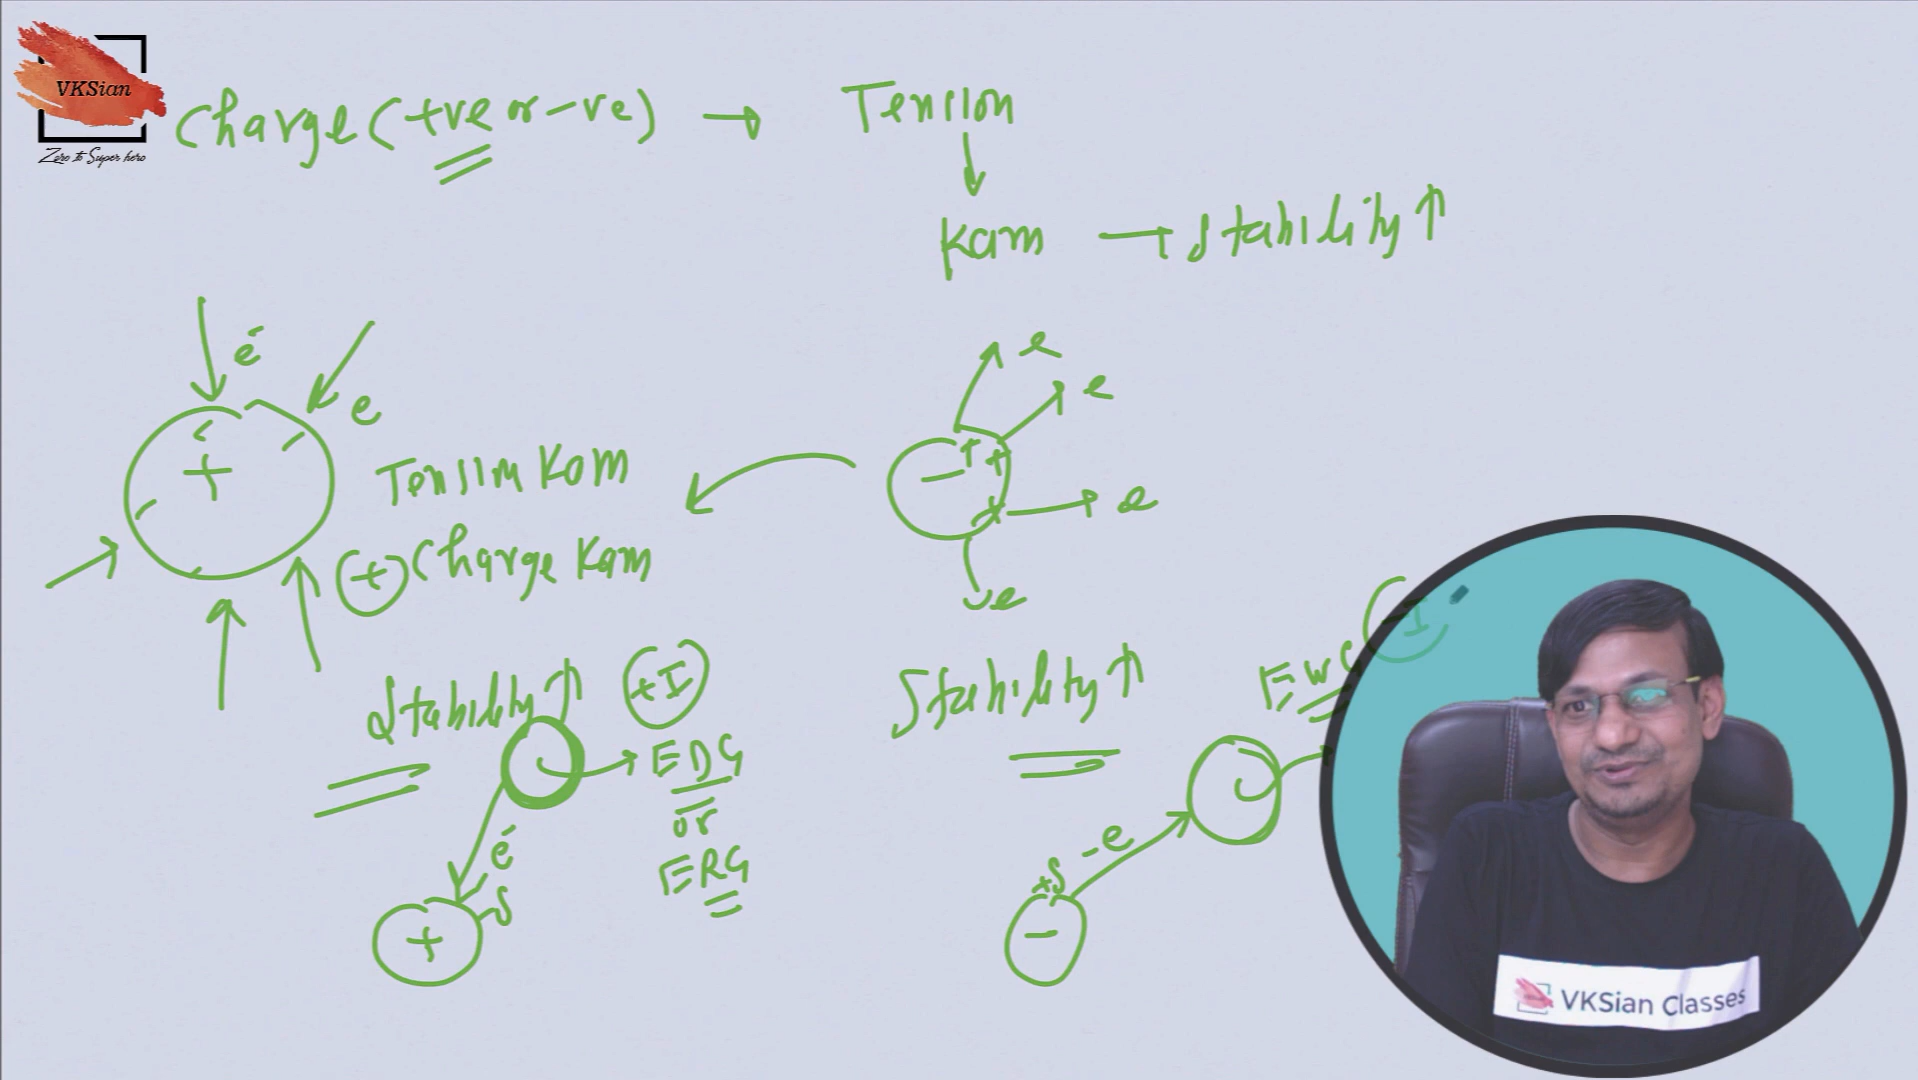 VKSian
Zero to Super hero
Charge (+ve or -ve) → Tension
↓
Kam → Stability ↑
e⁻
e
+
Tension Kam
+ Charge Kam
Stability ↑
+I
e
e
e
e
-
+ +
+
Stability ↑
EDG
or
ERG
e⁻
-δ
+
EWG
-I
-e
+δ
-
VKSian Classes